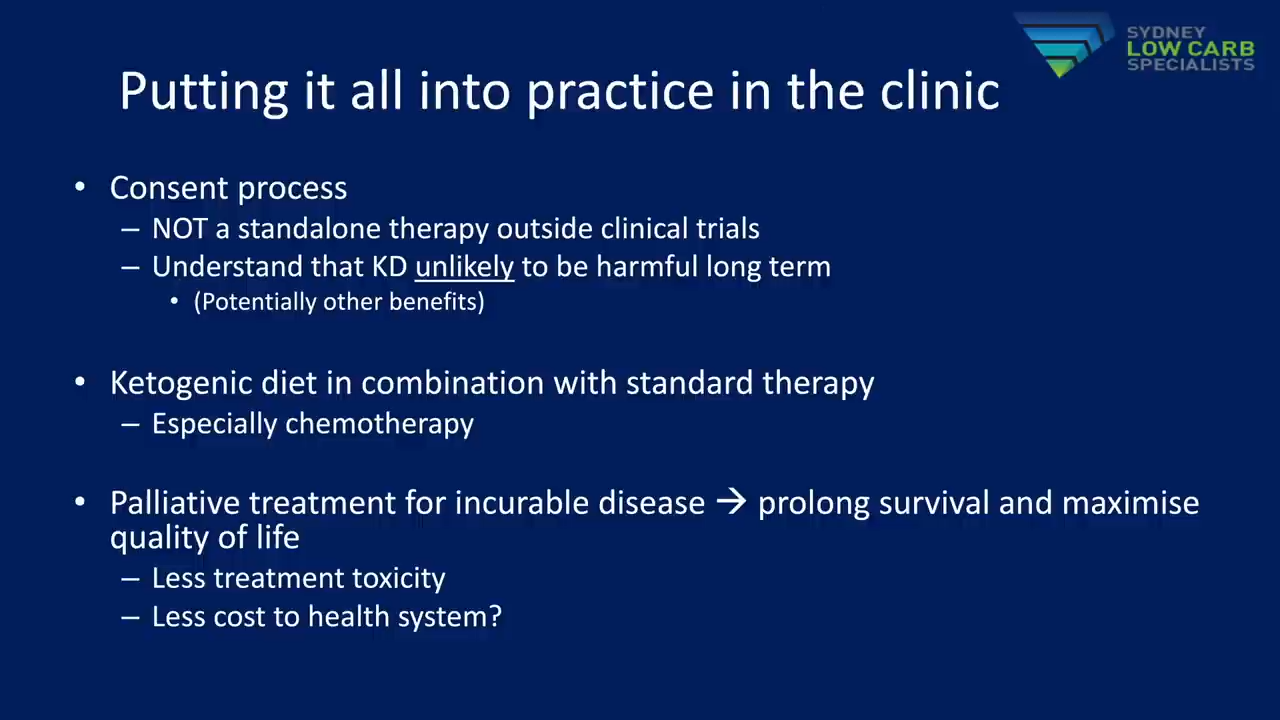 SYDNEY
LOW CARB
SPECIALISTS
Putting it all into practice in the clinic
• Consent process
– NOT a standalone therapy outside clinical trials
– Understand that KD unlikely to be harmful long term
• (Potentially other benefits)
• Ketogenic diet in combination with standard therapy
– Especially chemotherapy
• Palliative treatment for incurable disease → prolong survival and maximise
quality of life
– Less treatment toxicity
– Less cost to health system?